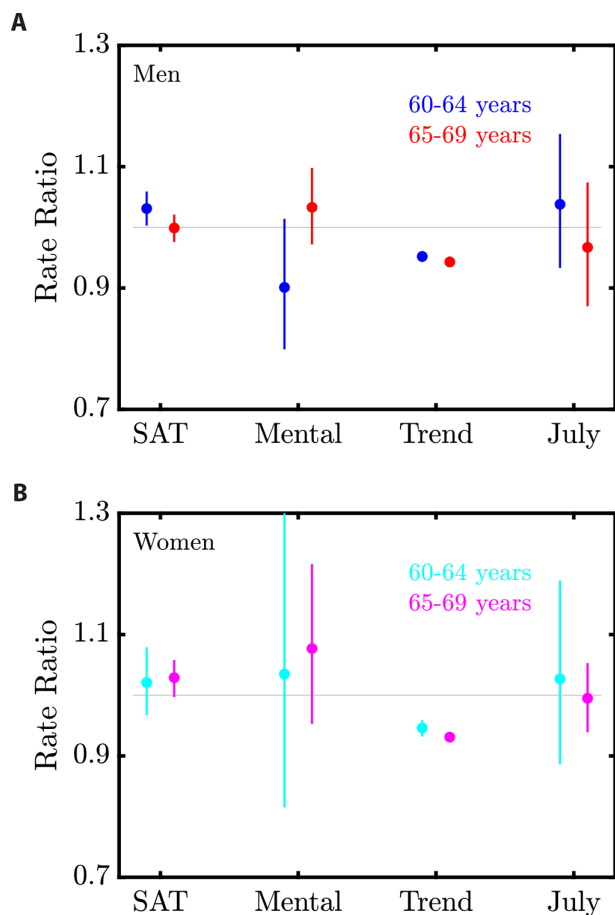 A
1.3
Men
60-64 years
65-69 years
1.1
Rate Ratio
0.9
0.7
SAT Mental Trend July
B
1.3
Women
60-64 years
65-69 years
1.1
Rate Ratio
0.9
0.7
SAT Mental Trend July